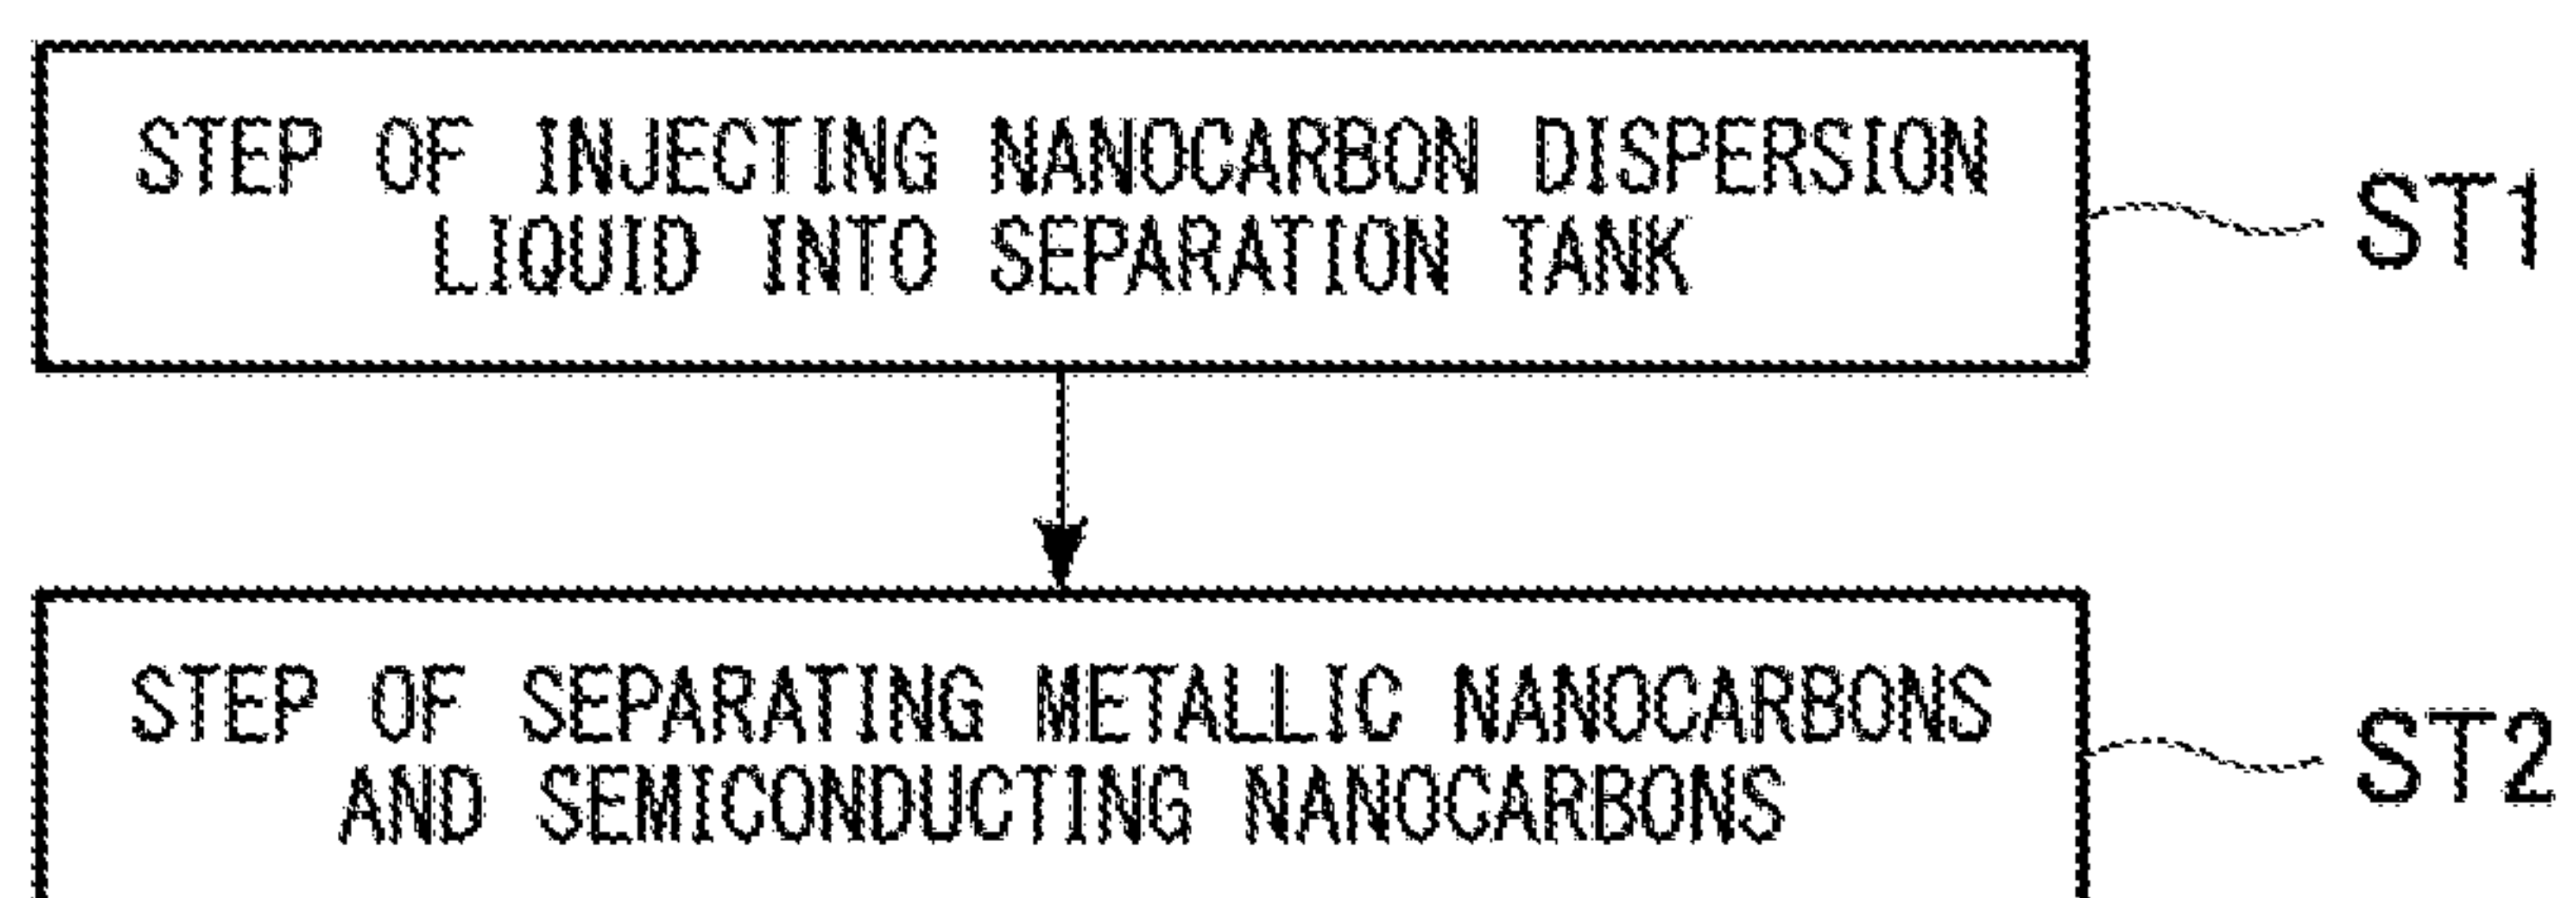 STEP OF INJECTING NANOCARBON DISPERSION
LIQUID INTO SEPARATION TANK
ST1
STEP OF SEPARATING METALLIC NANOCARBONS
AND SEMICONDUCTING NANOCARBONS
ST2